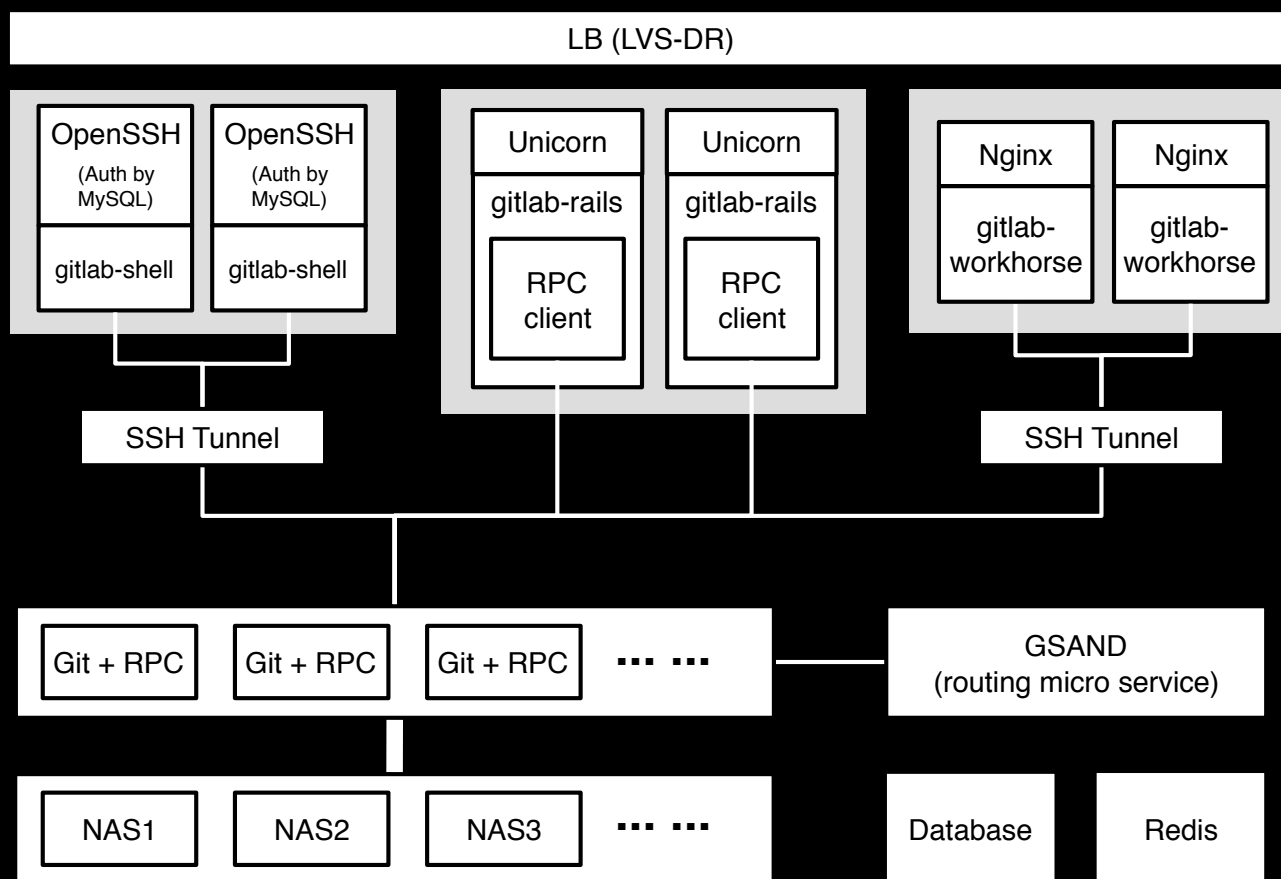 LB (LVS-DR)
OpenSSH
(Auth by
MySQL)
gitlab-shell
OpenSSH
(Auth by
MySQL)
gitlab-shell
Unicorn
gitlab-rails
RPC
client
Unicorn
gitlab-rails
RPC
client
Nginx
gitlab-
workhorse
Nginx
gitlab-
workhorse
SSH Tunnel
SSH Tunnel
Git + RPC
Git + RPC
Git + RPC
... ...
GSAND
(routing micro service)
NAS1
NAS2
NAS3
... ...
Database
Redis